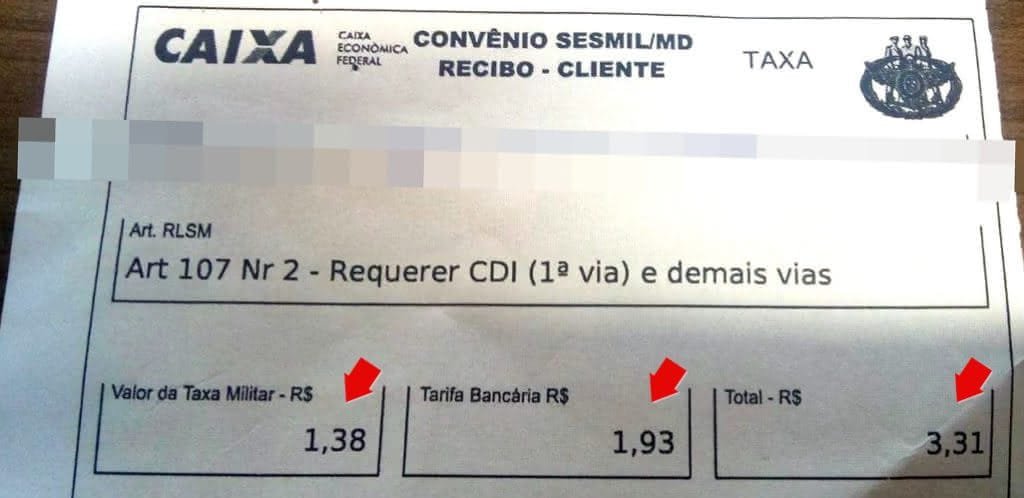 CAIXA
CAIXA
ECONÔMICA
FEDERAL
CONVÊNIO SESMIL/MD
RECIBO - CLIENTE
TAXA
Art. RLSM
Art 107 Nr 2 - Requerer CDI (1ª via) e demais vias
Valor da Taxa Militar - R$
1,38
Tarifa Bancária R$
1,93
Total - R$
3,31